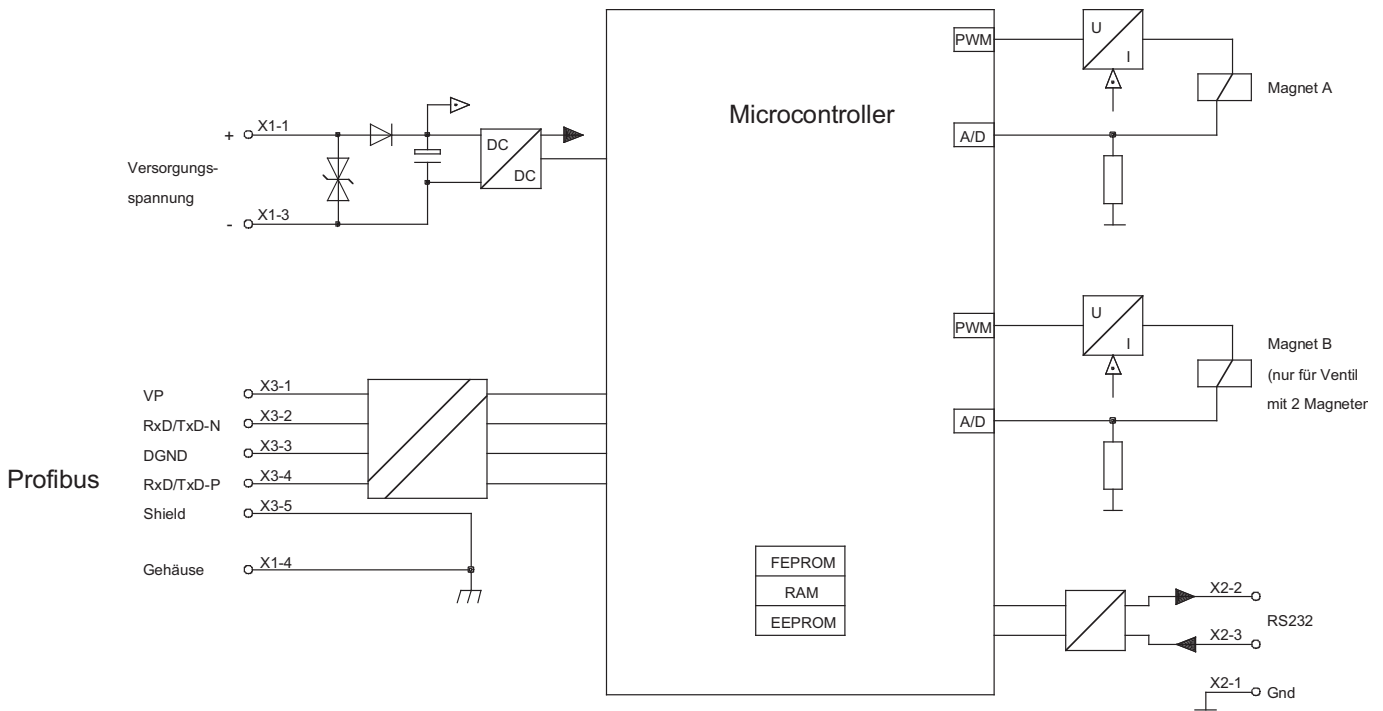 Microcontroller
+ X1-1
Versorgungs-
spannung
- X1-3
DC
DC
Profibus
VP X3-1
RxD/TxD-N X3-2
DGND X3-3
RxD/TxD-P X3-4
Shield X3-5
Gehäuse X1-4
FEPROM
RAM
EEPROM
PWM
U
I
Magnet A
A/D
PWM
U
I
Magnet B
(nur für Ventil
mit 2 Magneter
A/D
X2-2
RS232
X2-3
X2-1
Gnd